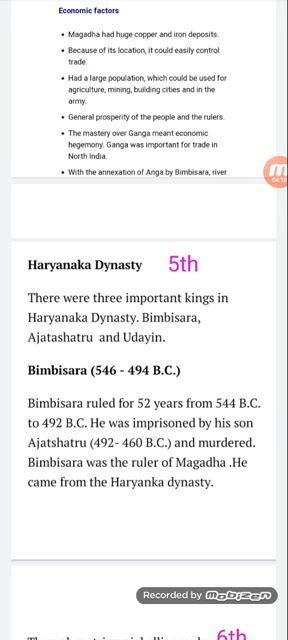 Economic factors
• Magadha had huge copper and iron deposits.
• Because of its location, it could easily control
trade.
• Had a large population, which could be used for
agriculture, mining, building cities and in the
army.
• General prosperity of the people and the rulers.
• The mastery over Ganga meant economic
hegemony. Ganga was important for trade in
North India.
• With the annexation of Anga by Bimbisara, river
Haryanaka Dynasty 5th
There were three important kings in
Haryanaka Dynasty. Bimbisara,
Ajatashatru and Udayin.
Bimbisara (546 - 494 B.C.)
Bimbisara ruled for 52 years from 544 B.C.
to 492 B.C. He was imprisoned by his son
Ajatshatru (492- 460 B.C.) and murdered.
Bimbisara was the ruler of Magadha .He
came from the Haryanka dynasty.
Recorded by Mobizen
6th